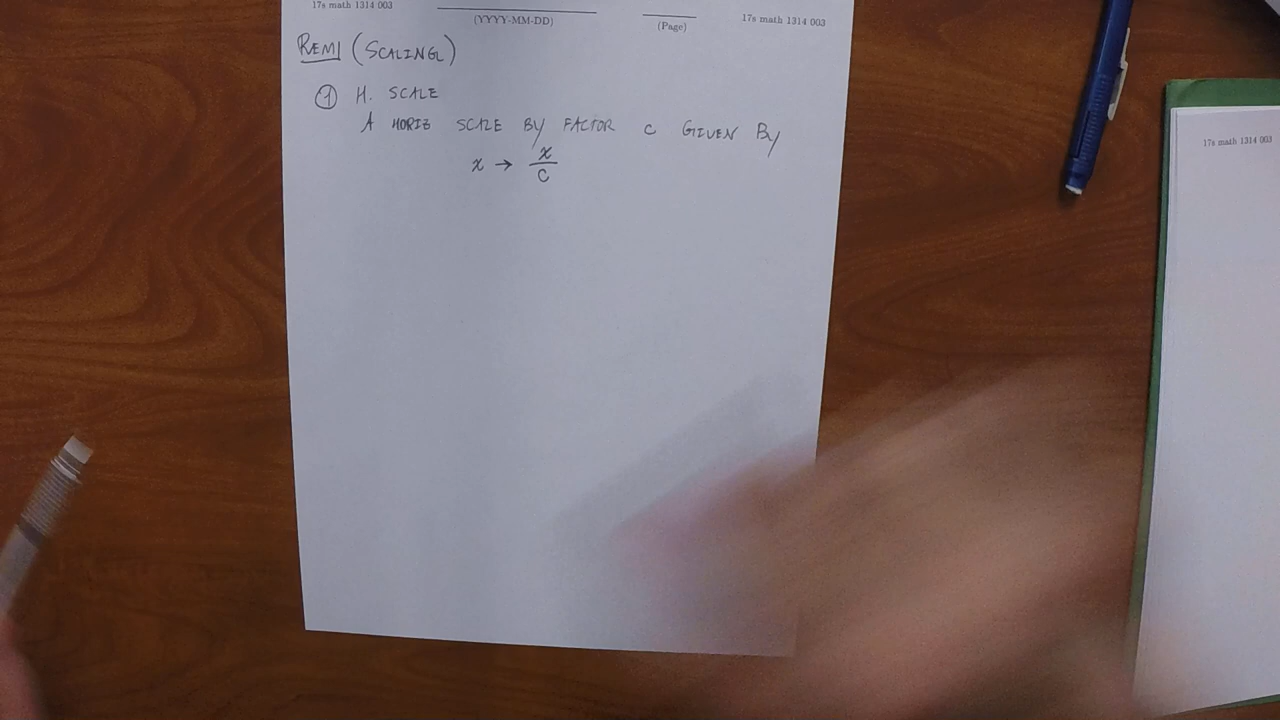 17s math 1314 003
(YYYY-MM-DD)
(Page)
17s math 1314 003
REM| (SCALING)
① H. SCALE
A HORIZ SCALE BY FACTOR C GIVEN BY
x → x/c
17s math 1314 003